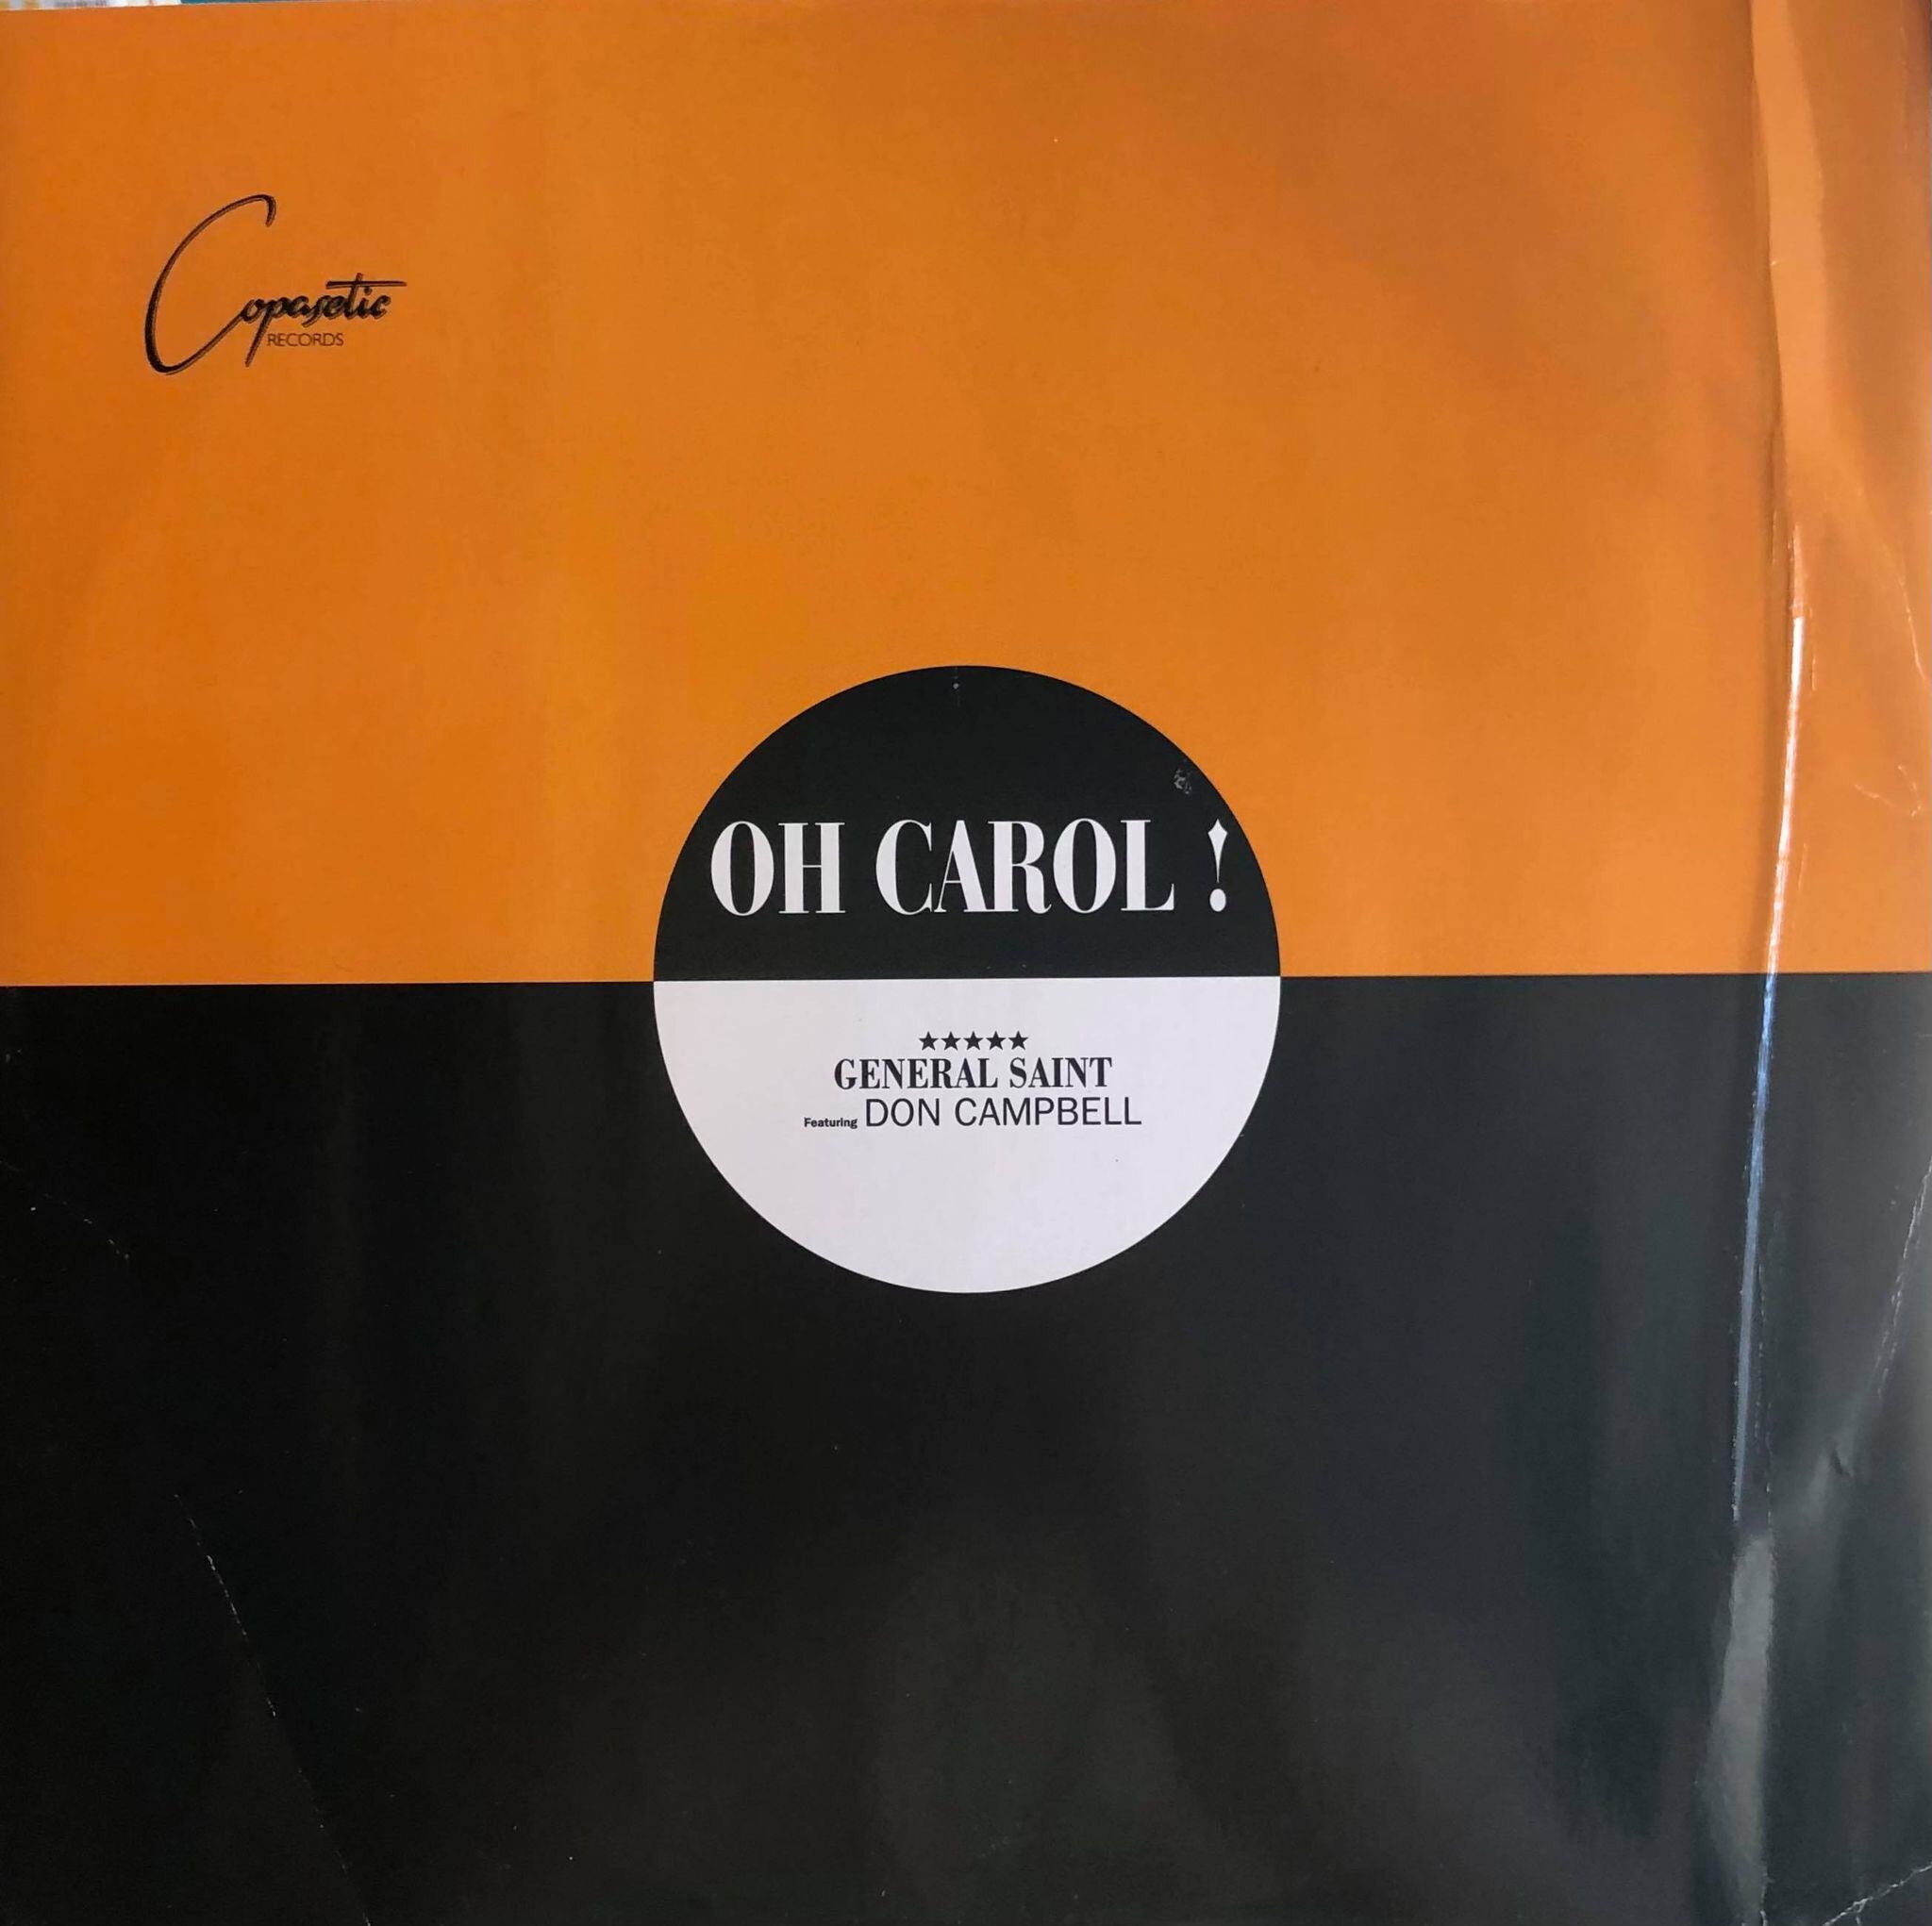 Copasetic
RECORDS
OH CAROL !
★★★★★
GENERAL SAINT
Featuring DON CAMPBELL